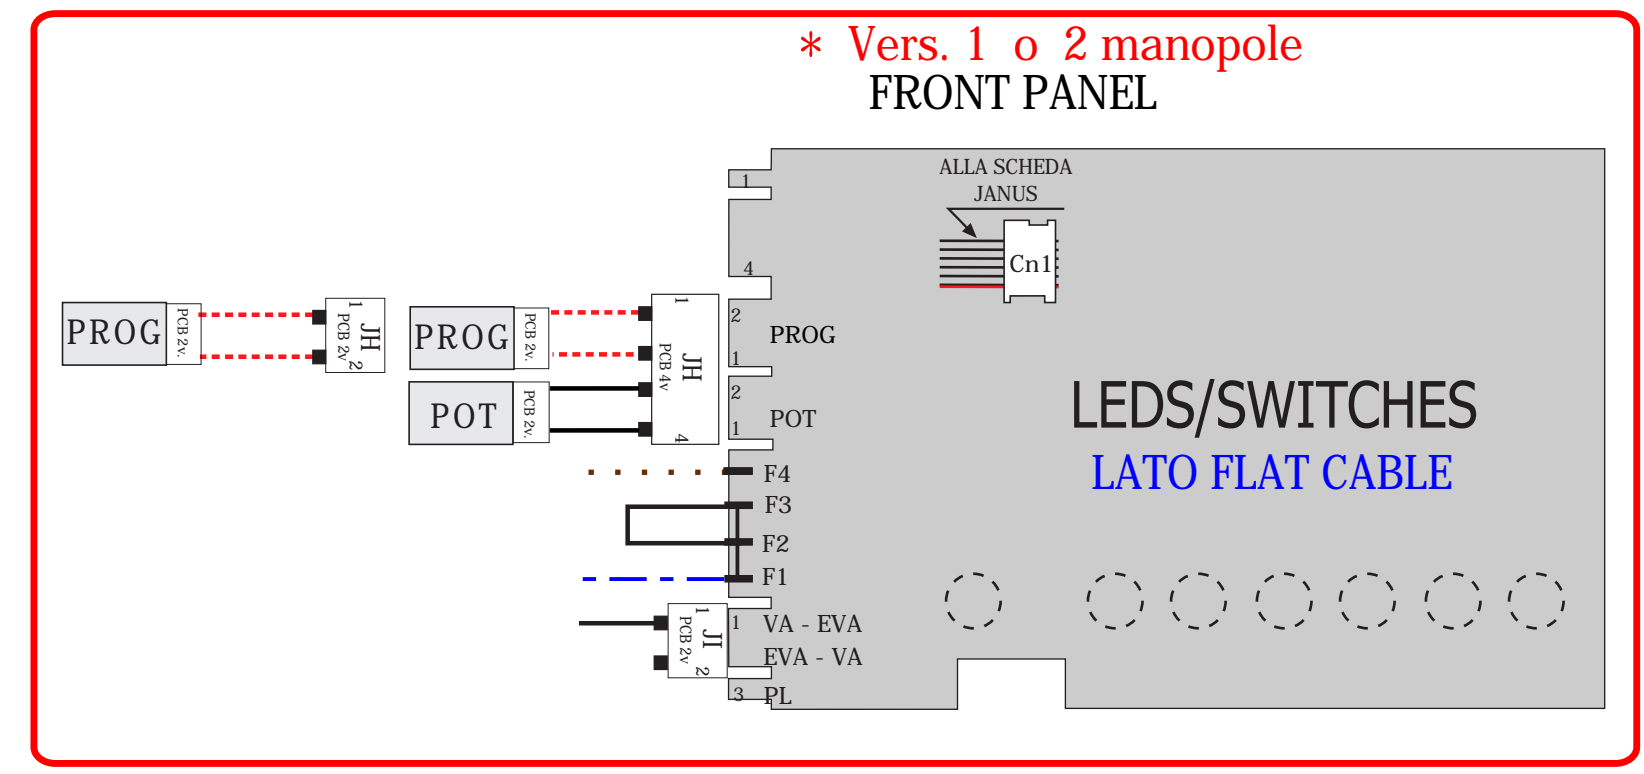 * Vers. 1 o 2 manopole
FRONT PANEL
ALLA SCHEDA
JANUS
Cn1
1
4
PROG
PCB 2v.
1
JH
PCB 2v
2
PROG
PCB 2v.
POT
PCB 2v.
1
JH
PCB 4v
4
2
PROG
1
2
POT
1
F4
F3
F2
F1
LEDS/SWITCHES
LATO FLAT CABLE
1
JI
PCB 2v
2
1 VA - EVA
EVA - VA
3 PL